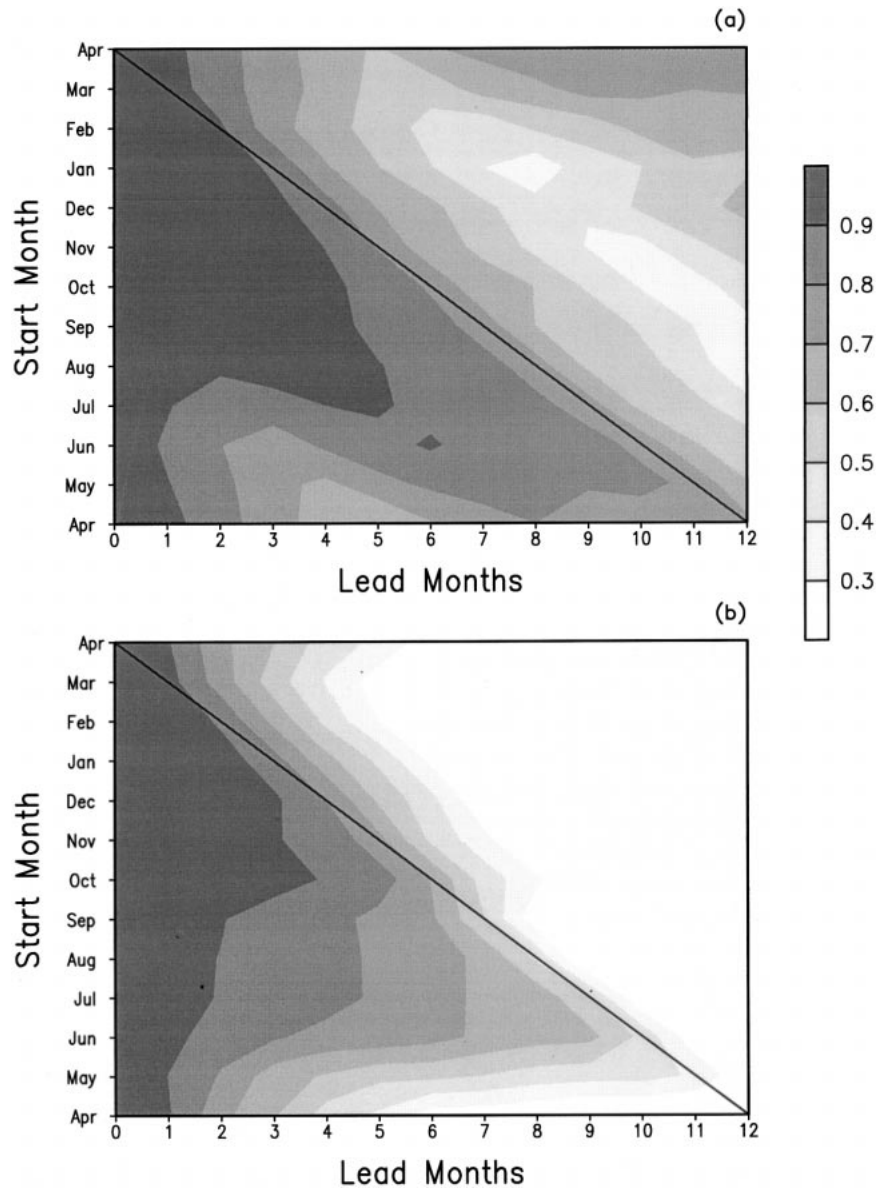 (a)
Apr
Mar
Feb
Jan
Dec
Nov
Oct
Sep
Aug
Jul
Jun
May
Apr
Start Month
0 1 2 3 4 5 6 7 8 9 10 11 12
Lead Months
0.9
0.8
0.7
0.6
0.5
0.4
0.3
(b)
Apr
Mar
Feb
Jan
Dec
Nov
Oct
Sep
Aug
Jul
Jun
May
Apr
Start Month
0 1 2 3 4 5 6 7 8 9 10 11 12
Lead Months